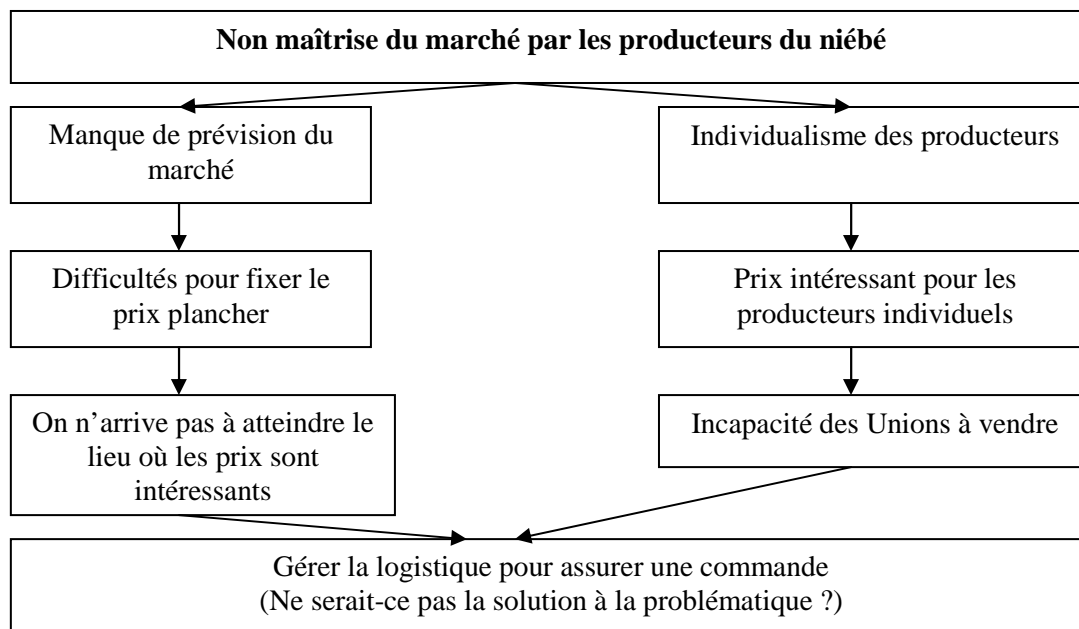 Non maîtrise du marché par les producteurs du niébé
Manque de prévision du
marché
Individualisme des producteurs
Difficultés pour fixer le
prix plancher
Prix intéressant pour les
producteurs individuels
On n’arrive pas à atteindre le
lieu où les prix sont
intéressants
Incapacité des Unions à vendre
Gérer la logistique pour assurer une commande
(Ne serait-ce pas la solution à la problématique ?)